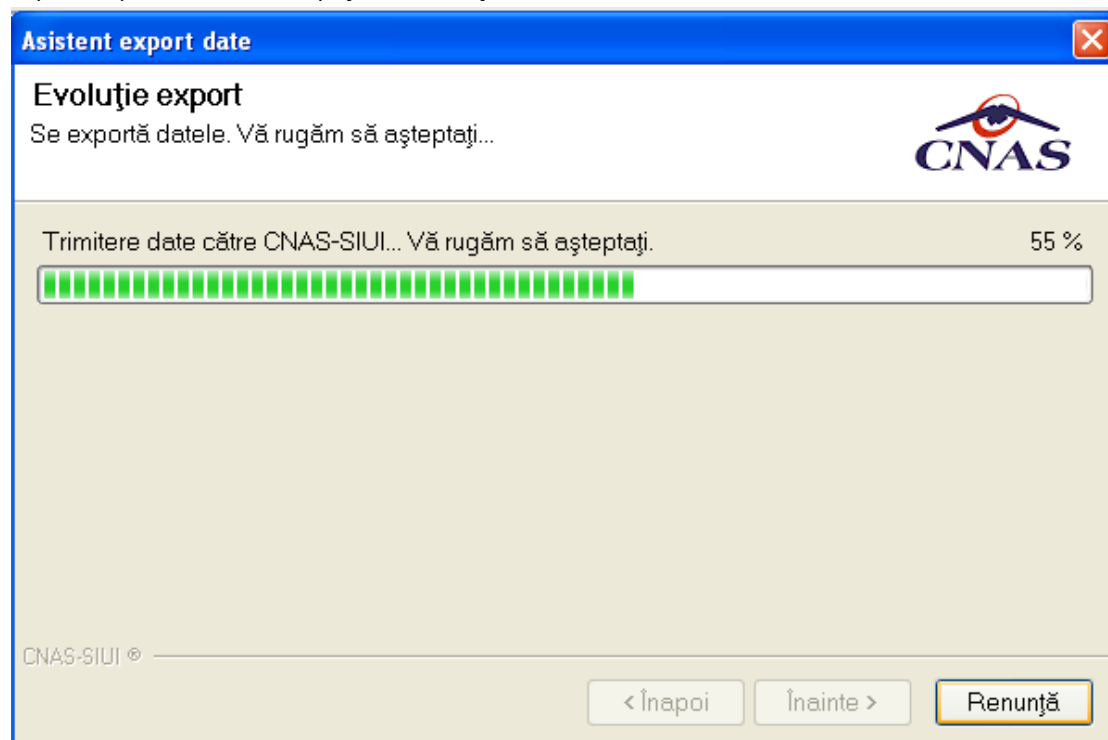 Asistent export date
Evoluţie export
Se exportă datele. Vă rugăm să aşteptaţi...
CNAS
Trimitere date către CNAS-SIUI... Vă rugăm să aşteptaţi. 55 %
CNAS-SIUI ®
< Înapoi Înainte > Renunţă